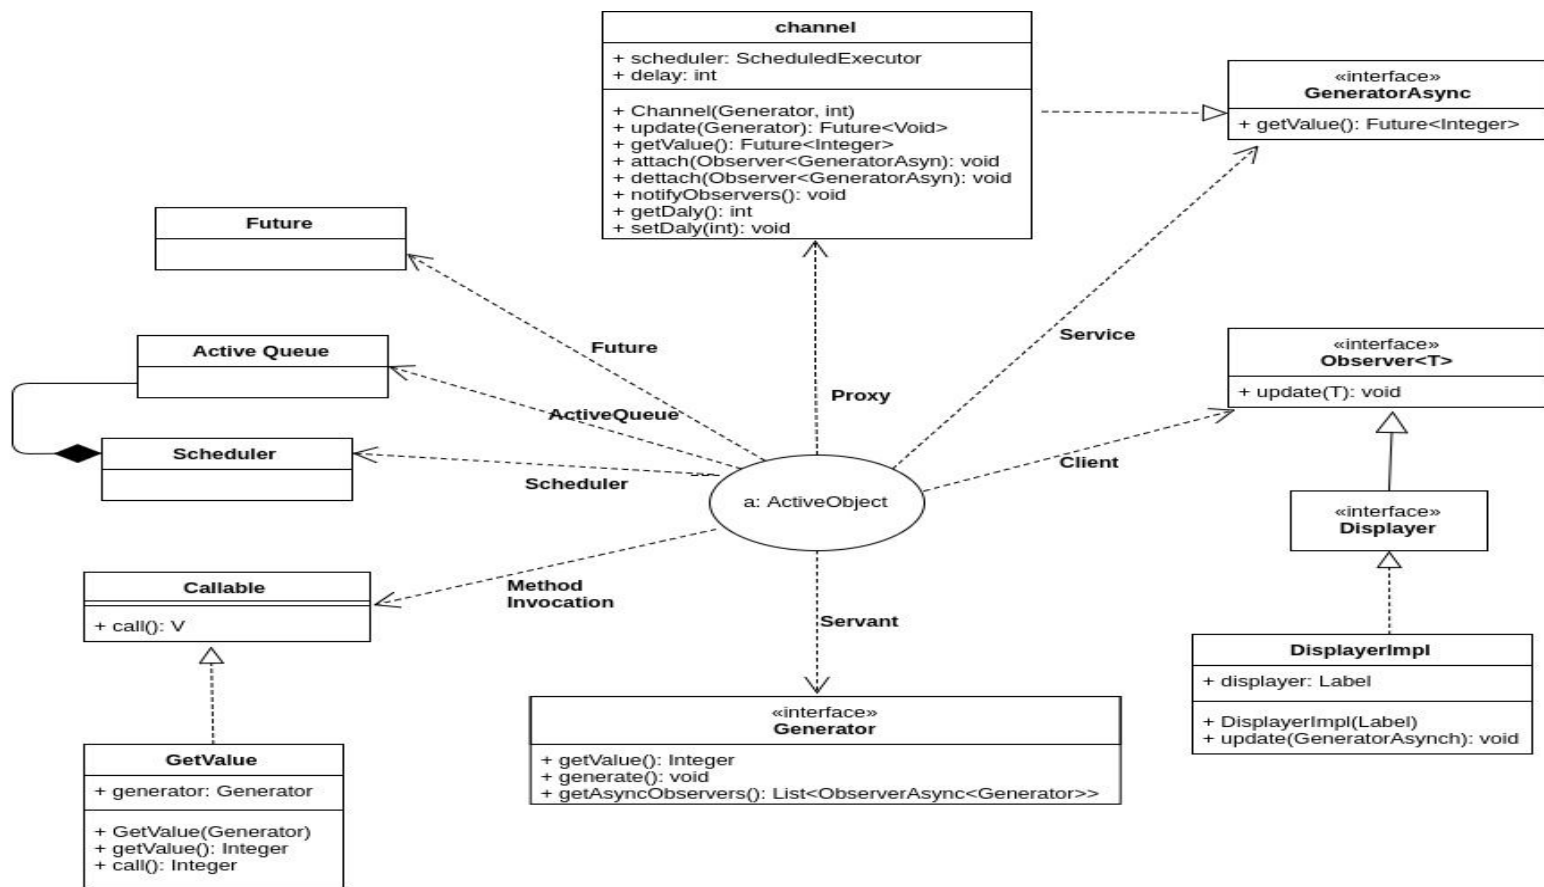 channel
+ scheduler: ScheduledExecutor
+ delay: int
+ Channel(Generator, int)
+ update(Generator): Future<Void>
+ getValue(): Future<Integer>
+ attach(Observer<GeneratorAsyn): void
+ dettach(Observer<GeneratorAsyn): void
+ notifyObservers(): void
+ getDaly(): int
+ setDaly(int): void
«interface»
GeneratorAsync
+ getValue(): Future<Integer>
Future
Active Queue
Scheduler
Future
ActiveQueue
Scheduler
Proxy
Service
Client
«interface»
Observer<T>
+ update(T): void
a: ActiveObject
«interface»
Displayer
Callable
+ call(): V
Method
Invocation
Servant
DisplayerImpl
+ displayer: Label
+ DisplayerImpl(Label)
+ update(GeneratorAsynch): void
«interface»
Generator
+ getValue(): Integer
+ generate(): void
+ getAsyncObservers(): List<ObserverAsync<Generator>>
GetValue
+ generator: Generator
+ GetValue(Generator)
+ getValue(): Integer
+ call(): Integer